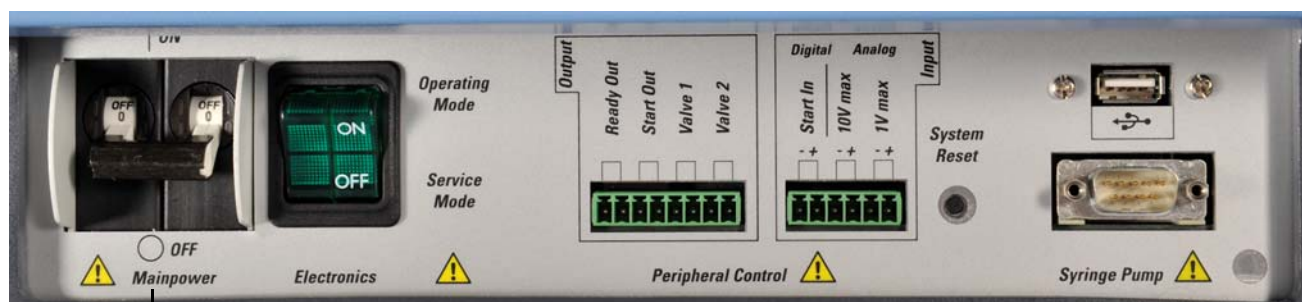 ON
OFF
0
OFF
0
OFF
Mainpower
ON
OFF
Electronics
Operating
Mode
Service
Mode
Output
Ready Out
Start Out
Valve 1
Valve 2
Digital Analog
Input
Start In
10V max
1V max
- + - + - +
Peripheral Control
System
Reset
Syringe Pump